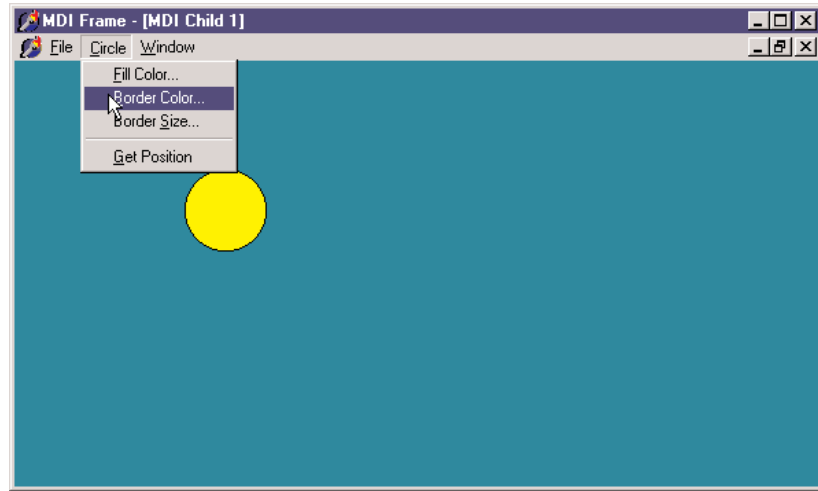 MDI Frame - [MDI Child 1]
File Circle Window
Fill Color...
Border Color...
Border Size...
Get Position